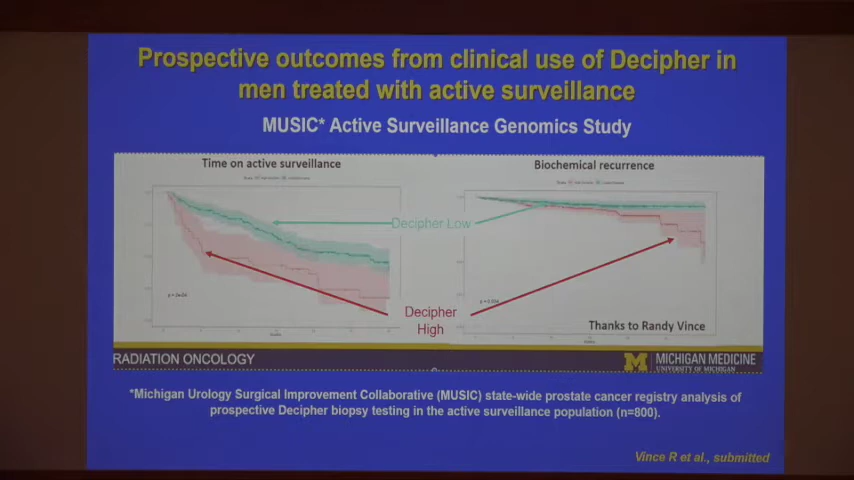 Prospective outcomes from clinical use of Decipher in
men treated with active surveillance
MUSIC* Active Surveillance Genomics Study
Time on active surveillance
Biochemical recurrence
Decipher Low
Decipher
High
Thanks to Randy Vince
RADIATION ONCOLOGY
M MICHIGAN MEDICINE
UNIVERSITY OF MICHIGAN
*Michigan Urology Surgical Improvement Collaborative (MUSIC) state-wide prostate cancer registry analysis of
prospective Decipher biopsy testing in the active surveillance population (n=800).
Vince R et al., submitted